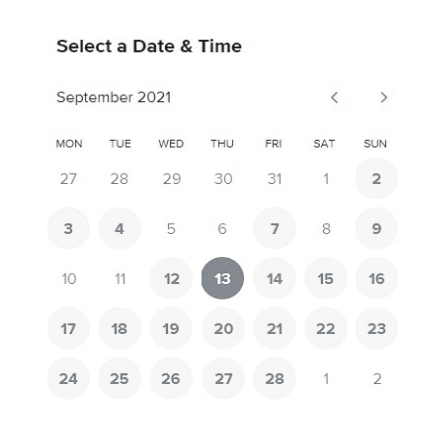 Select a Date & Time
September 2021
MON TUE WED THU FRI SAT SUN
27 28 29 30 31 1 2
3 4 5 6 7 8 9
10 11 12 13 14 15 16
17 18 19 20 21 22 23
24 25 26 27 28 1 2